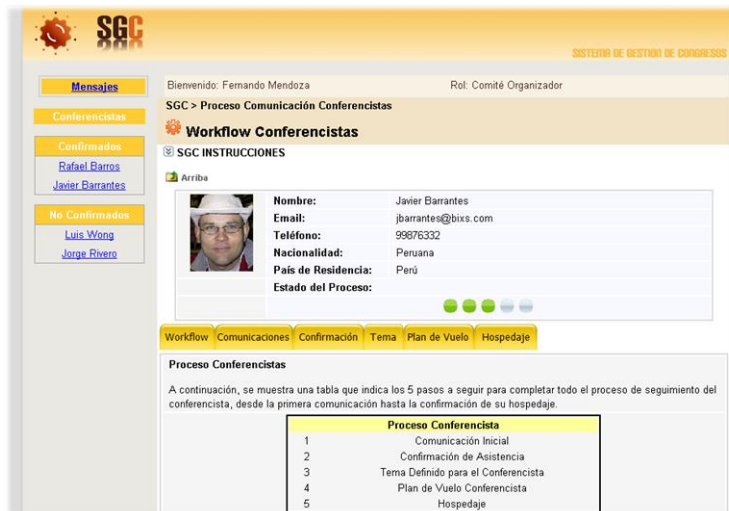 SGC
SISTEMA DE GESTION DE CONGRESOS
Mensajes
Conferencistas
Confirmados
Rafael Barros
Javier Barrantes
No Confirmados
Luis Wong
Jorge Rivero
Bienvenido: Fernando Mendoza Rol: Comité Organizador
SGC > Proceso Comunicación Conferencistas
Workflow Conferencistas
SGC INSTRUCCIONES
Arriba
Nombre: Javier Barrantes
Email: jbarrantes@bixs.com
Teléfono: 99876332
Nacionalidad: Peruana
País de Residencia: Perú
Estado del Proceso:
Workflow Comunicaciones Confirmación Tema Plan de Vuelo Hospedaje
Proceso Conferencistas
A continuación, se muestra una tabla que indica los 5 pasos a seguir para completar todo el proceso de seguimiento del
conferencista, desde la primera comunicación hasta la confirmación de su hospedaje.
Proceso Conferencista
1 Comunicación Inicial
2 Confirmación de Asistencia
3 Tema Definido para el Conferencista
4 Plan de Vuelo Conferencista
5 Hospedaje